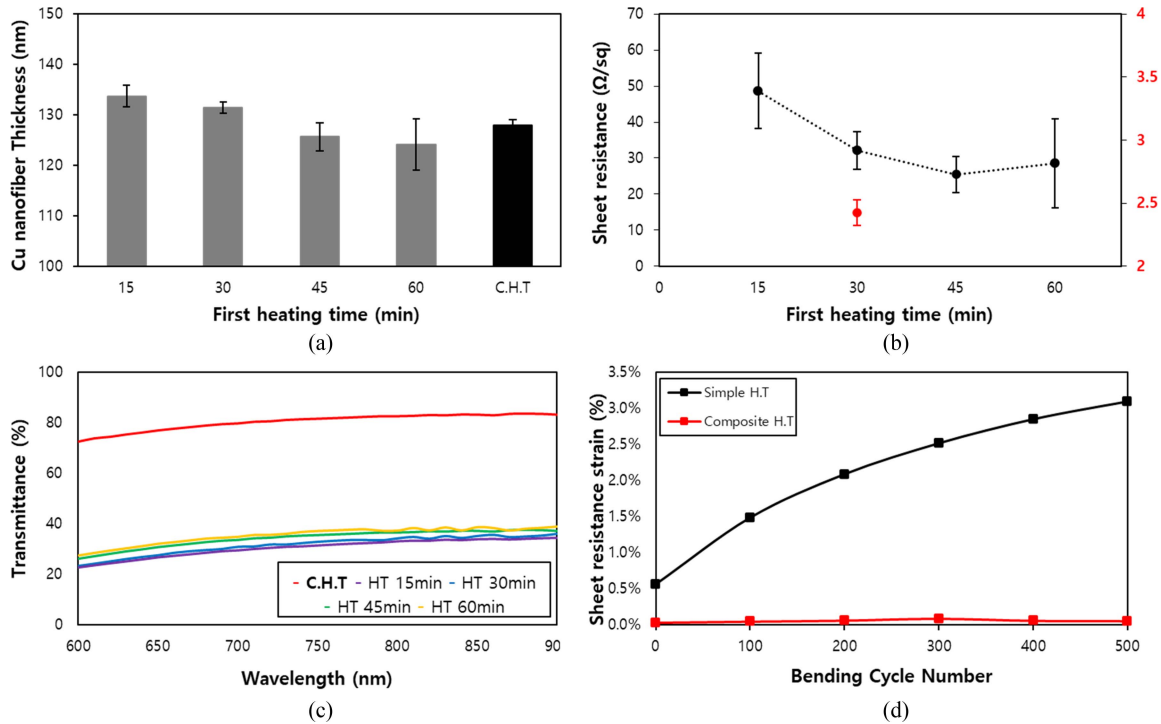 Cu nanofiber Thickness (nm)
150
140
130
120
110
100
15 30 45 60 C.H.T
First heating time (min)
(a)
Sheet resistance (Ω/sq)
70
60
50
40
30
20
10
0
4
3.5
3
2.5
2
0 15 30 45 60
First heating time (min)
(b)
Transmittance (%)
100
80
60
40
20
0
C.H.T HT 15min HT 30min
HT 45min HT 60min
600 650 700 750 800 850 90
Wavelength (nm)
(c)
Sheet resistance strain (%)
3.5%
3.0%
2.5%
2.0%
1.5%
1.0%
0.5%
0.0%
Simple H.T
Composite H.T
0 100 200 300 400 500
Bending Cycle Number
(d)